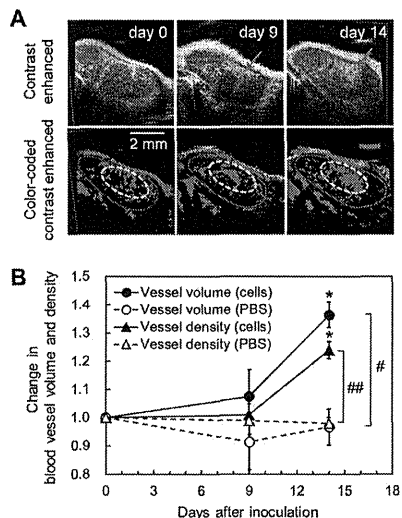 A
day 0
day 9
day 14
Contrast
enhanced
2 mm
Color-coded
contrast enhanced
B
1.5
1.4
1.3
1.2
1.1
1.0
0.9
0.8
Change in
blood vessel volume and density
Vessel volume (cells)
Vessel volume (PBS)
Vessel density (cells)
Vessel density (PBS)
*
*
#
##
0 3 6 9 12 15 18
Days after inoculation